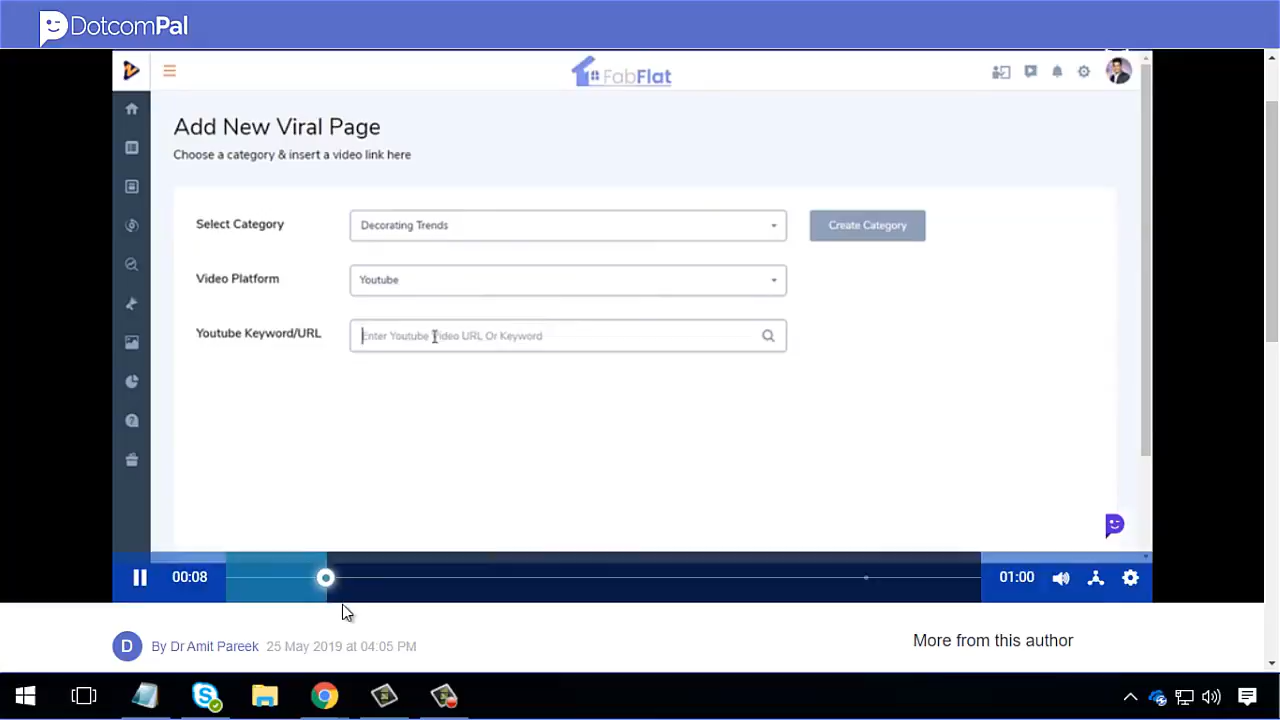 DotcomPal
FabFlat
Add New Viral Page
Choose a category & insert a video link here
Select Category
Decorating Trends
Create Category
Video Platform
Youtube
Youtube Keyword/URL
Enter Youtube Video URL Or Keyword
00:08
01:00
D
By Dr Amit Pareek 25 May 2019 at 04:05 PM
More from this author